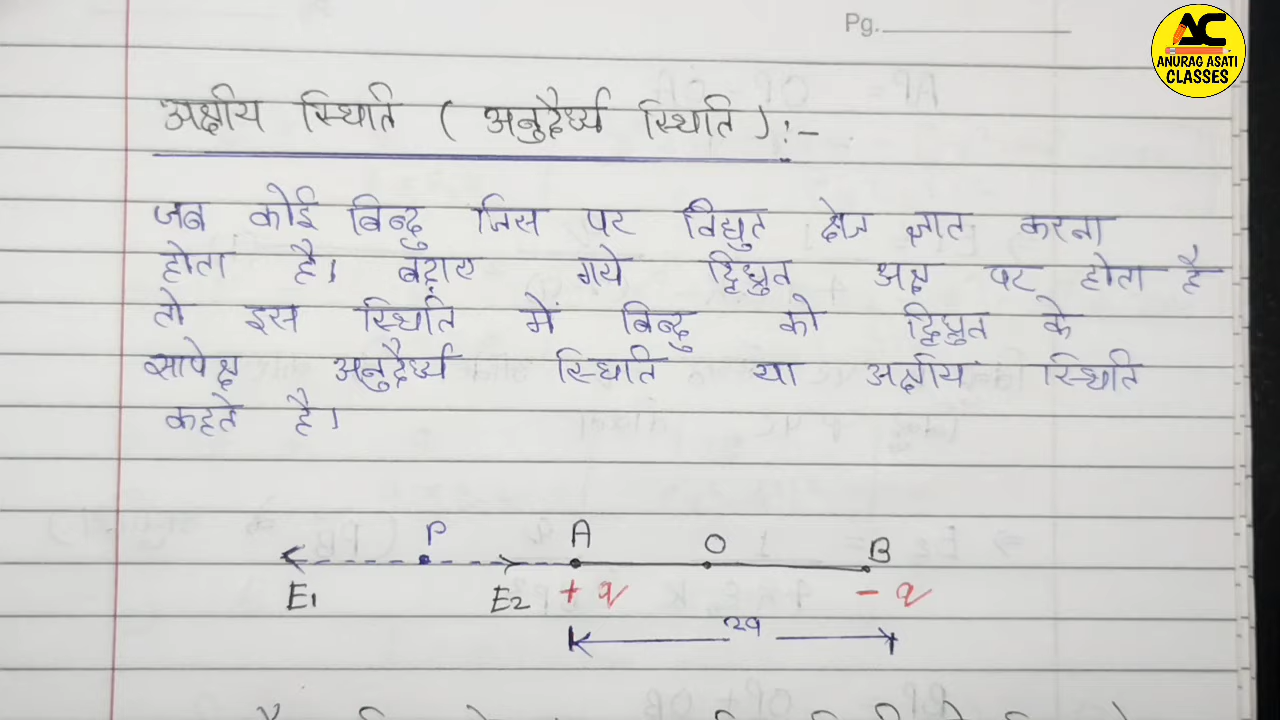 Pg.
AC
ANURAG ASATI
CLASSES
अक्षीय स्थिति ( अनुदैर्ध्य स्थिति ) :-
जब कोई बिन्दु जिस पर विद्युत क्षेत्र ज्ञात करना
होता है। बढ़ाए गये द्विध्रुव अक्ष पर होता है
तो इस स्थिति में बिन्दु को द्विध्रुव के
सापेक्ष अनुदैर्ध्य स्थिति या अक्षीय स्थिति
कहते है।
P A O B
E1 E2 + q - q
2a